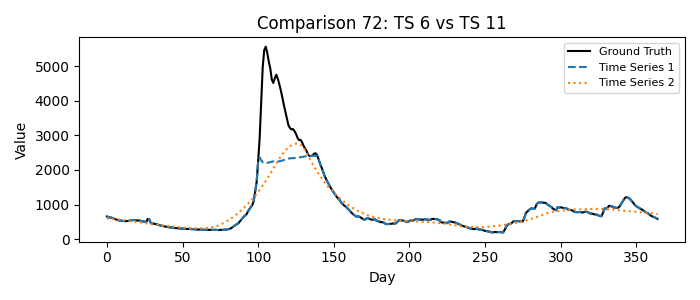 Comparison 72: TS 6 vs TS 11
Ground Truth
Time Series 1
Time Series 2
Value
5000
4000
3000
2000
1000
0
0 50 100 150 200 250 300 350
Day